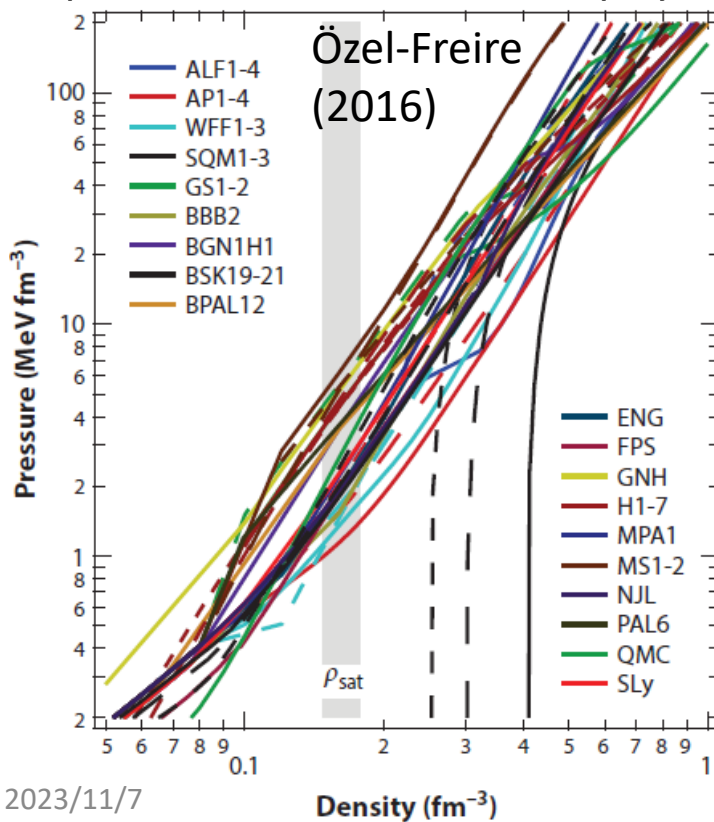 Özel-Freire
(2016)
ALF1-4
AP1-4
WFF1-3
SQM1-3
GS1-2
BBB2
BGN1H1
BSK19-21
BPAL12
ENG
FPS
GNH
H1-7
MPA1
MS1-2
NJL
PAL6
QMC
SLy
ρsat
Pressure (MeV fm⁻³)
2
100
8
6
4
2
10
8
6
4
2
1
8
6
4
2
5 6 7 8 9 2 3 4 5 6 7 8 9
0.1 1
Density (fm⁻³)
2023/11/7